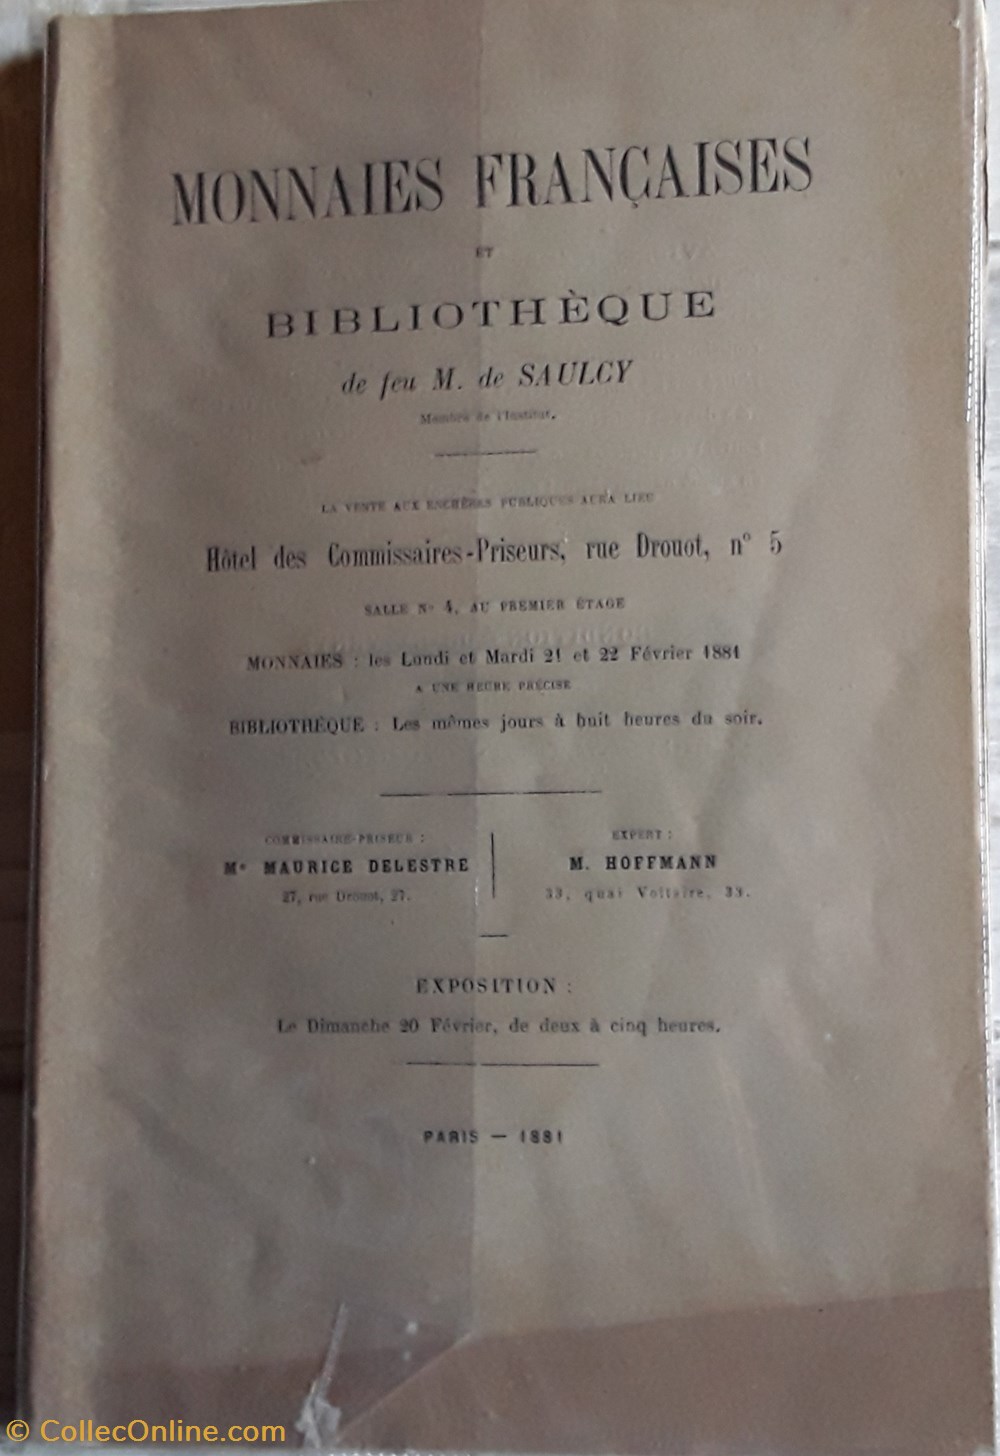 MONNAIES FRANÇAISES
ET
BIBLIOTHÈQUE
de feu M. de SAULCY
Membre de l'Institut.
LA VENTE AUX ENCHÈRES PUBLIQUES AURA LIEU
Hôtel des Commissaires-Priseurs, rue Drouot, n° 5
SALLE N° 4, AU PREMIER ÉTAGE
MONNAIES : les Lundi et Mardi 21 et 22 Février 1881
A UNE HEURE PRÉCISE
BIBLIOTHÈQUE : Les mêmes jours à huit heures du soir.
COMMISSAIRE-PRISEUR :
Me MAURICE DELESTRE
27, rue Drouot, 27.
EXPERT :
M. HOFFMANN
33, quai Voltaire, 33.
EXPOSITION :
Le Dimanche 20 Février, de deux à cinq heures.
PARIS — 1881
© CollecOnline.com